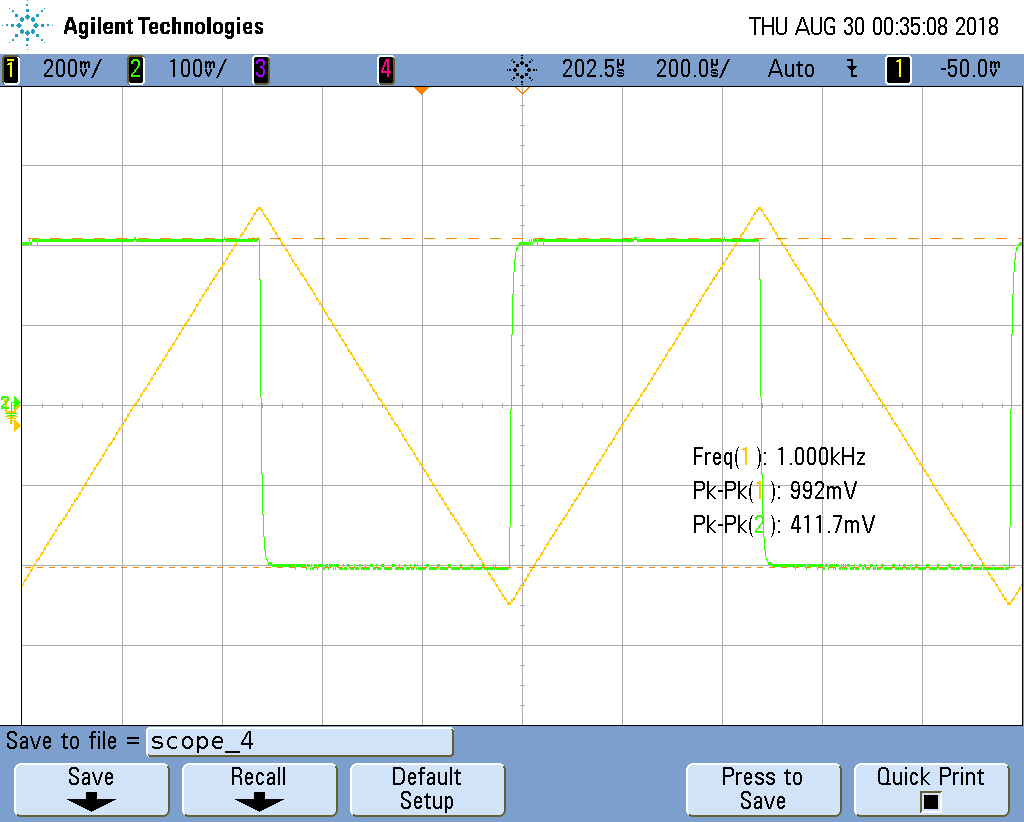 Agilent Technologies THU AUG 30 00:35:08 2018
1 200mV/ 2 100mV/ 3 4 202.5µs 200.0µs/ Auto 1 -50.0mV
2
Freq(1): 1.000kHz
Pk-Pk(1): 992mV
Pk-Pk(2): 411.7mV
Save to file = scope_4
Save Recall Default Setup Press to Save Quick Print